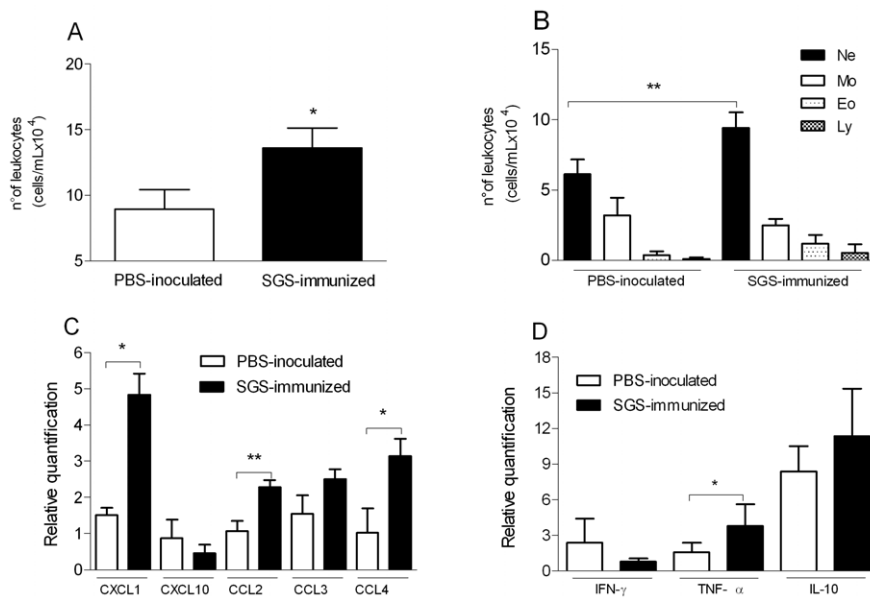 A
n°of leukocytes
(cells/mLx10⁴)
20
15
10
5
*
PBS-inoculated SGS-immunized
B
n°of leukocytes
(cells/mLx10⁴)
15
10
5
0
**
Ne
Mo
Eo
Ly
PBS-inoculated SGS-immunized
C
Relative quantification
6
5
4
3
2
1
0
PBS-inoculated
SGS-immunized
*
**
*
CXCL1 CXCL10 CCL2 CCL3 CCL4
D
Relative quantification
18
15
12
9
6
3
0
PBS-inoculated
SGS-immunized
*
IFN-γ TNF- α IL-10